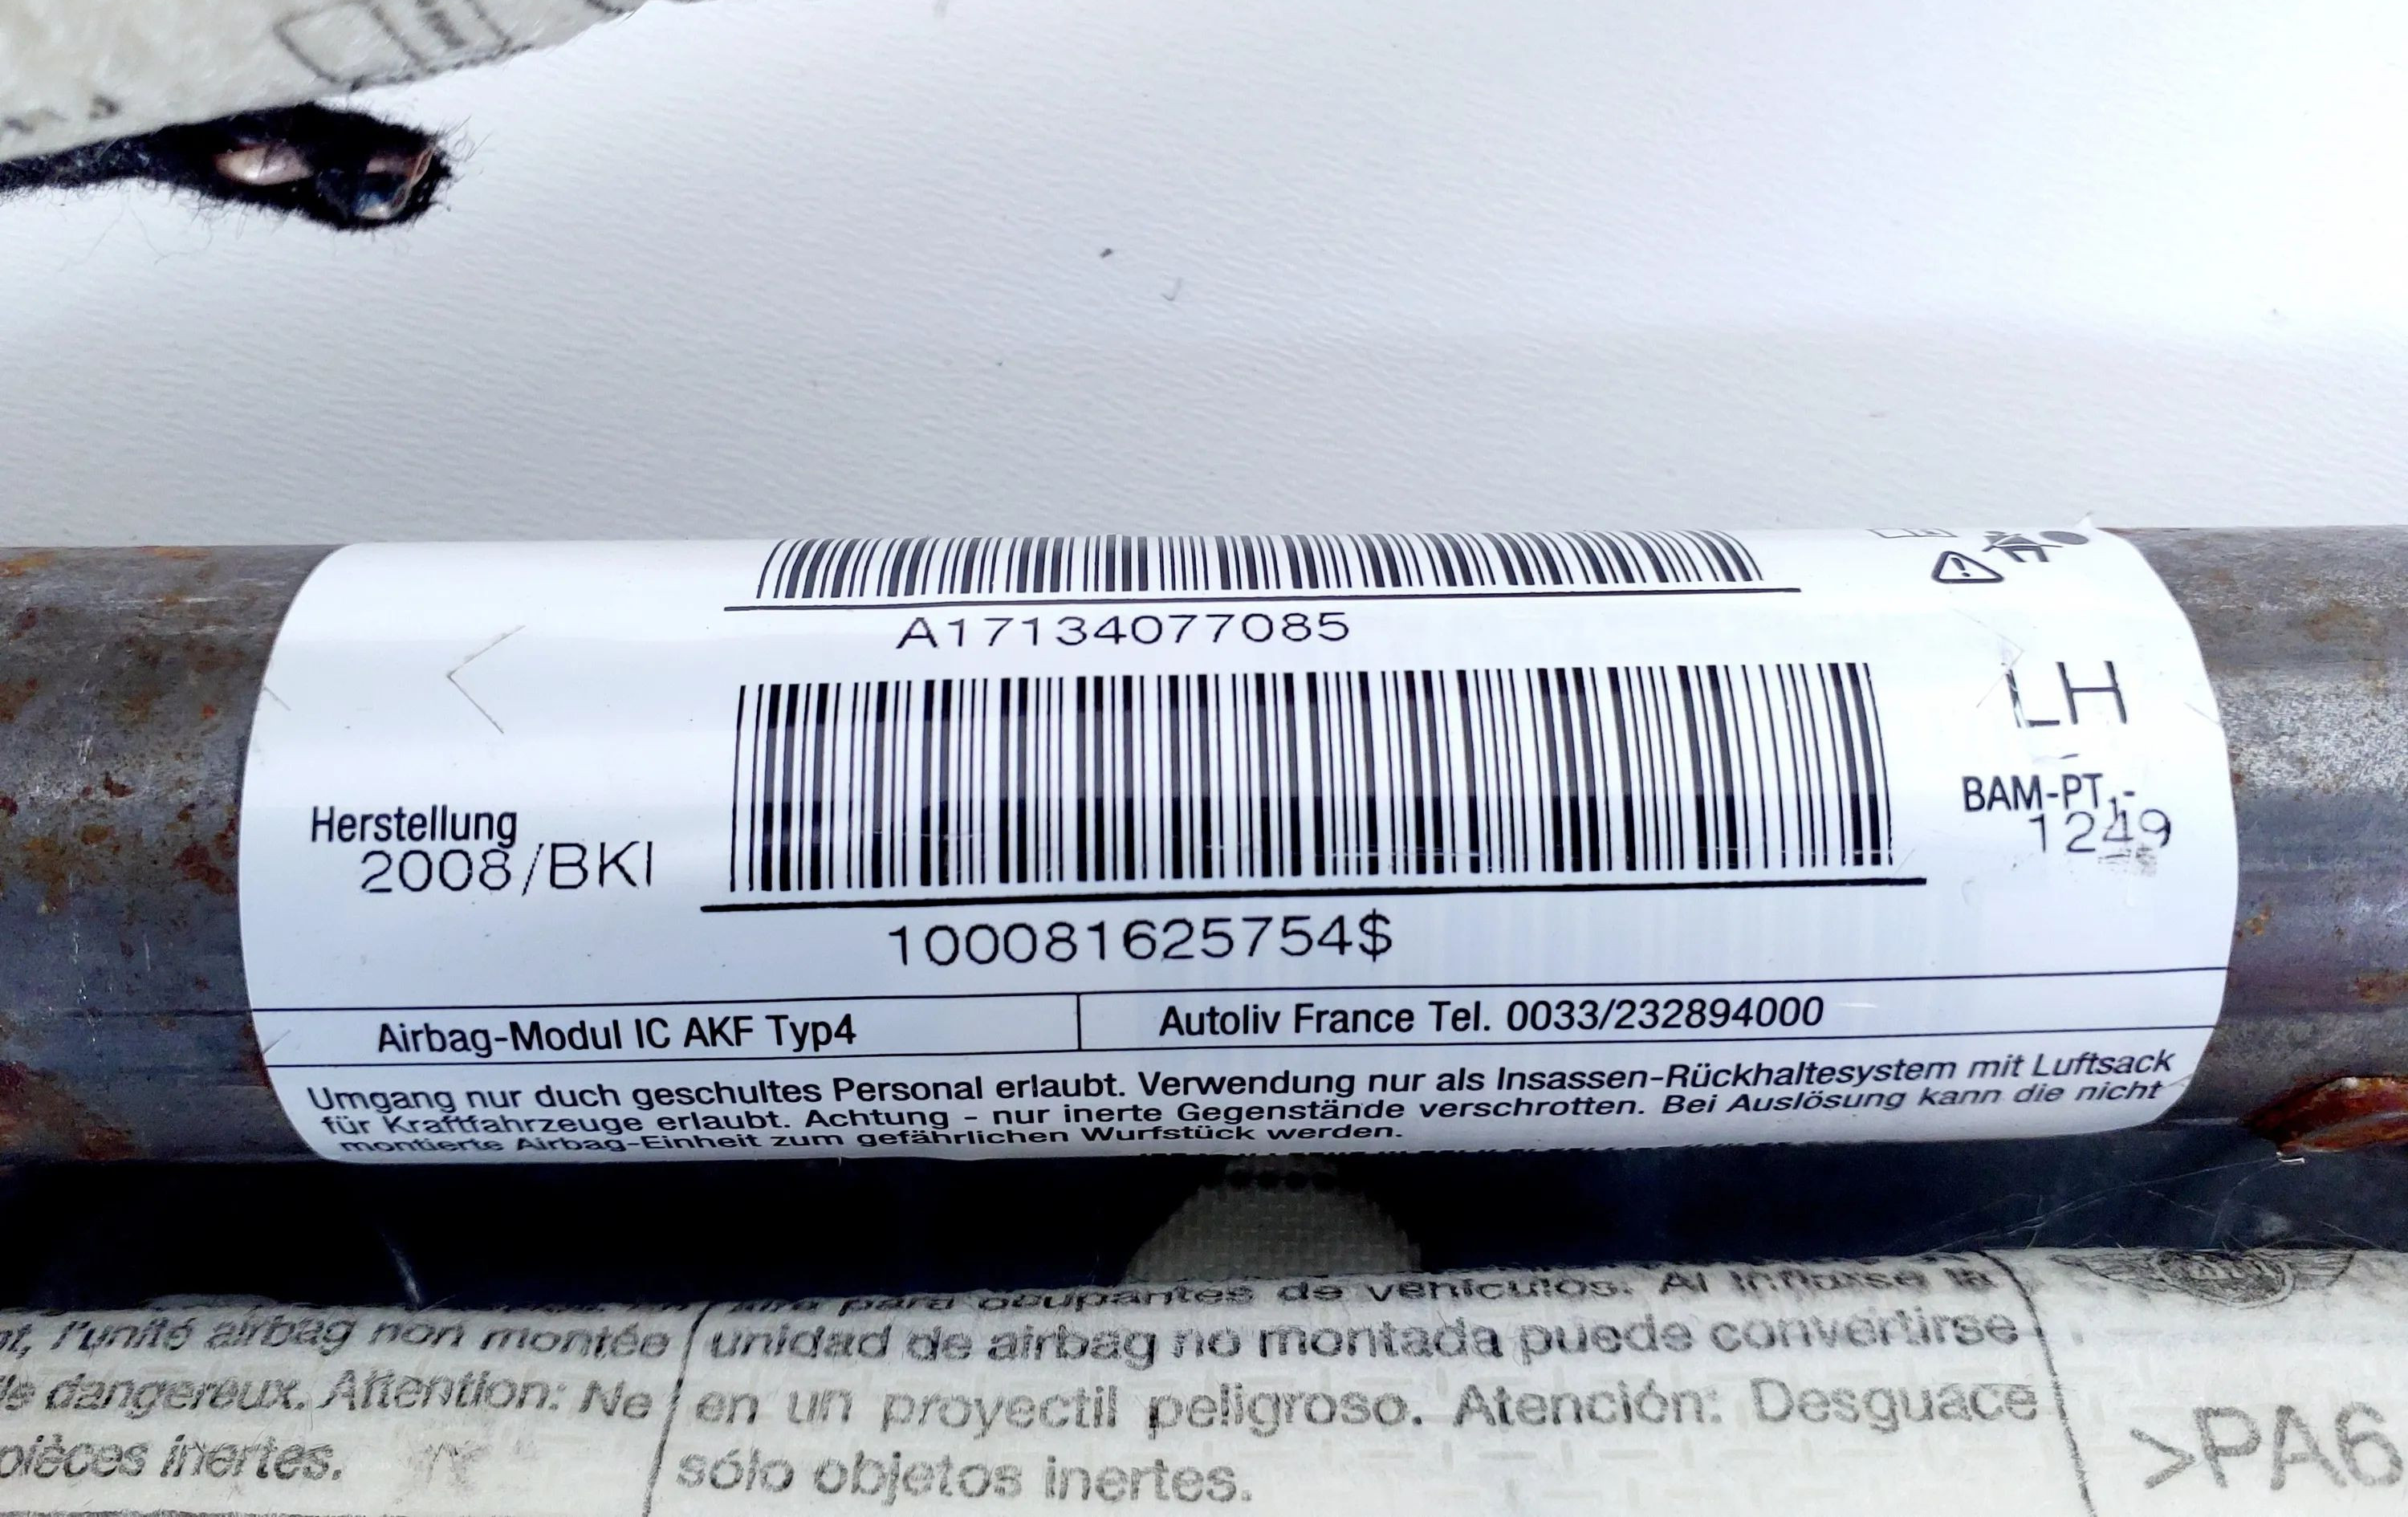 A17134077085
LH
BAM-PT1-
1249
Herstellung
2008/BKI
100081625754$
Airbag-Modul IC AKF Typ4
Autoliv France Tel. 0033/232894000
Umgang nur duch geschultes Personal erlaubt. Verwendung nur als Insassen-Rückhaltesystem mit Luftsack
für Kraftfahrzeuge erlaubt. Achtung - nur inerte Gegenstände verschrotten. Bei Auslösung kann die nicht
montierte Airbag-Einheit zum gefährlichen Wurfstück werden.
l'unité airbag non montée
dangereux. Attention: Ne
pièces inertes.
para ocupantes de vehículos. Al inflarse la
unidad de airbag no montada puede convertirse
en un proyectil peligroso. Atención: Desguace
sólo objetos inertes.
>PA6